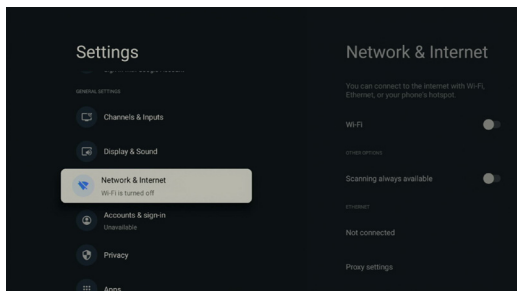 Settings
GENERAL SETTINGS
Channels & Inputs
Display & Sound
Network & Internet
Wi-Fi is turned off
Accounts & sign-in
Unavailable
Privacy
Apps
Network & Internet
You can connect to the internet with Wi-Fi,
Ethernet, or your phone's hotspot.
Wi-Fi
OTHER OPTIONS
Scanning always available
ETHERNET
Not connected
Proxy settings